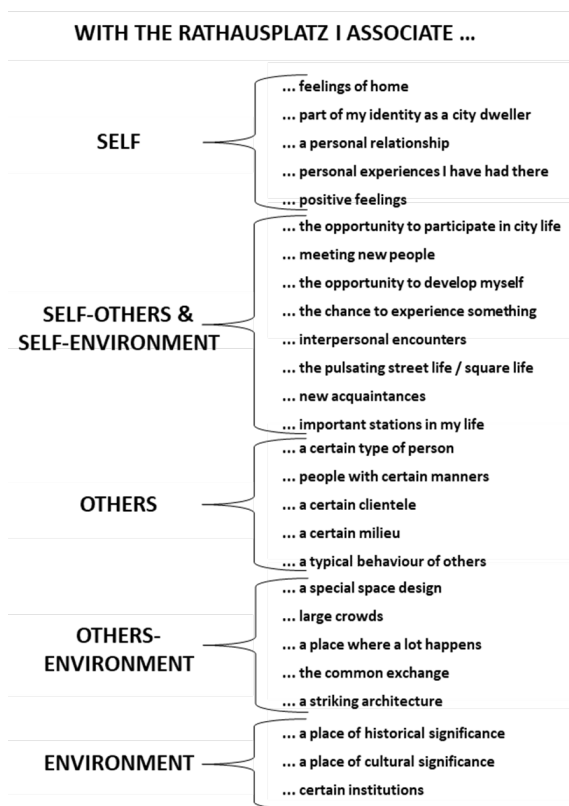 WITH THE RATHAUSPLATZ I ASSOCIATE ...
SELF
... feelings of home
... part of my identity as a city dweller
... a personal relationship
... personal experiences I have had there
... positive feelings
SELF-OTHERS &
SELF-ENVIRONMENT
... the opportunity to participate in city life
... meeting new people
... the opportunity to develop myself
... the chance to experience something
... interpersonal encounters
... the pulsating street life / square life
... new acquaintances
... important stations in my life
OTHERS
... a certain type of person
... people with certain manners
... a certain clientele
... a certain milieu
... a typical behaviour of others
OTHERS-
ENVIRONMENT
... a special space design
... large crowds
... a place where a lot happens
... the common exchange
... a striking architecture
ENVIRONMENT
... a place of historical significance
... a place of cultural significance
... certain institutions